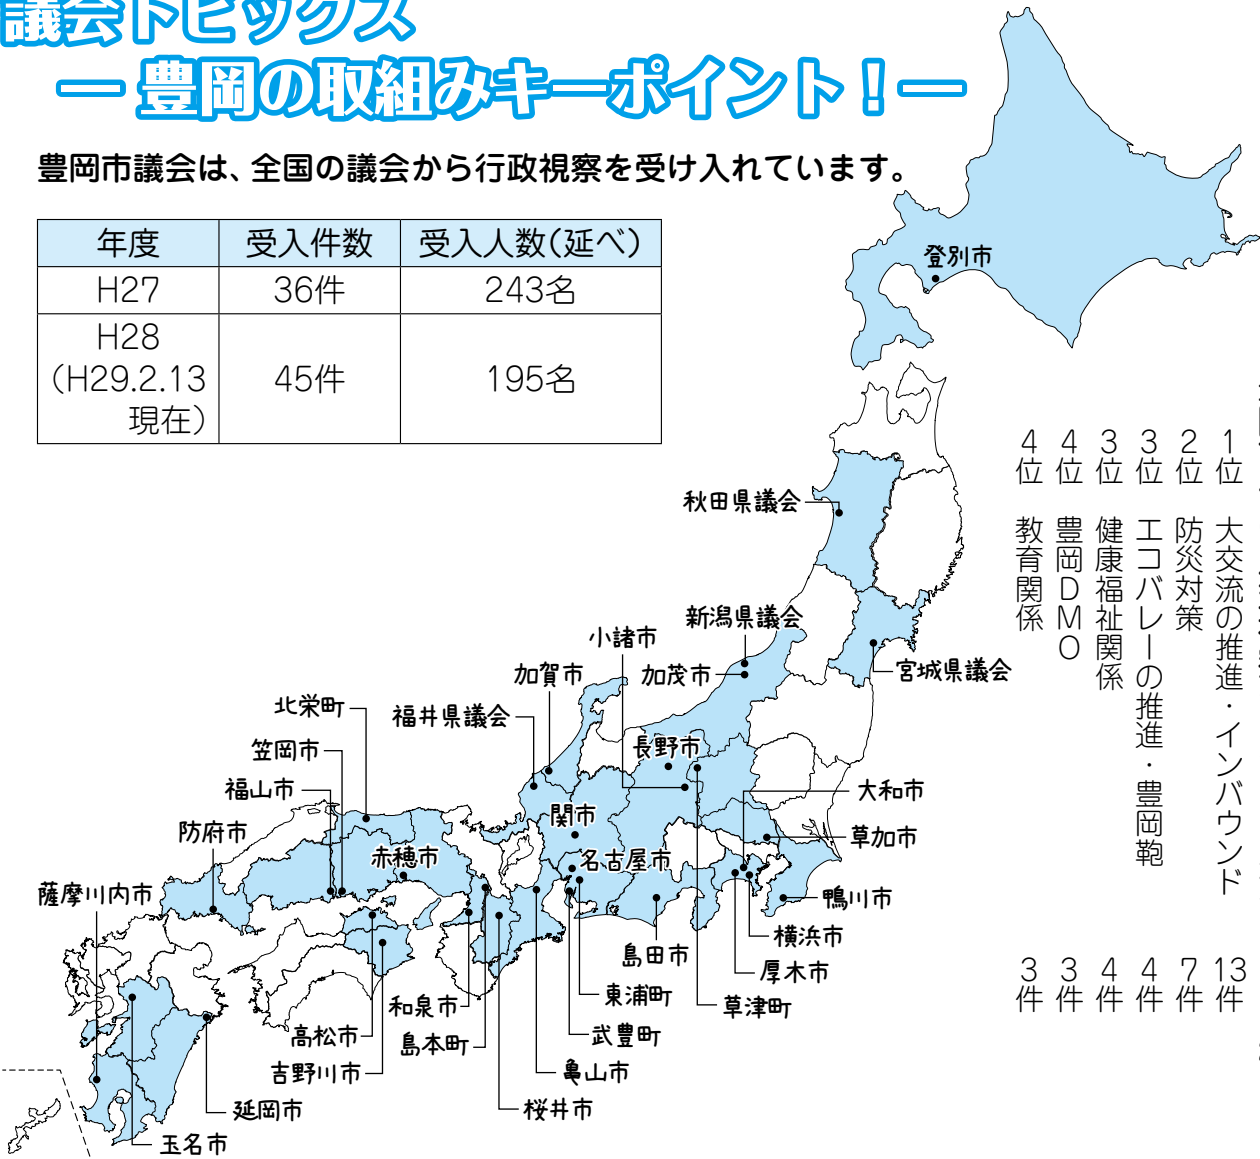 議会トピックス
― 豊岡の取組みキーポイント！―
豊岡市議会は、全国の議会から行政視察を受け入れています。
年度 受入件数 受入人数(延べ)
H27 36件 243名
H28
(H29.2.13
現在)
45件 195名
1位 大交流の推進・インバウンド 13件
2位 防災対策 7件
3位 エコバレーの推進・豊岡鞄 4件
3位 健康福祉関係 4件
4位 豊岡DMO 3件
4位 教育関係 3件
登別市
秋田県議会
新潟県議会
小諸市
加賀市
加茂市
宮城県議会
北栄町
福井県議会
笠岡市
長野市
福山市
大和市
関市
防府市
草加市
赤穂市
名古屋市
薩摩川内市
鴨川市
横浜市
島田市
厚木市
東浦町
和泉市
草津町
高松市
島本町
武豊町
吉野川市
亀山市
延岡市
桜井市
玉名市